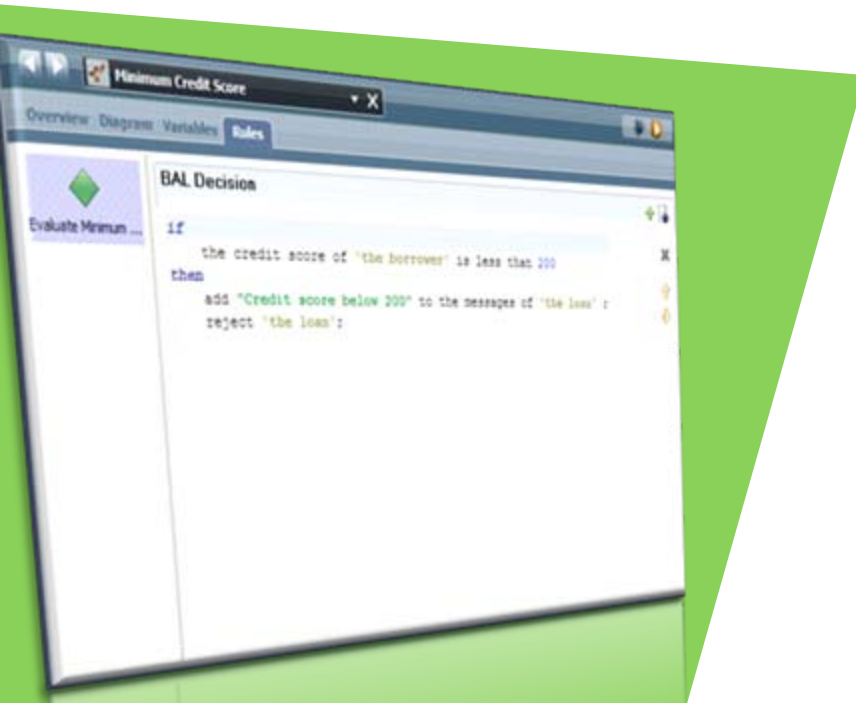 Minimum Credit Score
Overview Diagram Variables Rules
BAL Decision
Evaluate Minimum ...
if
the credit score of 'the borrower' is less than 200
then
add "Credit score below 200" to the messages of 'the loan' ;
reject 'the loan';